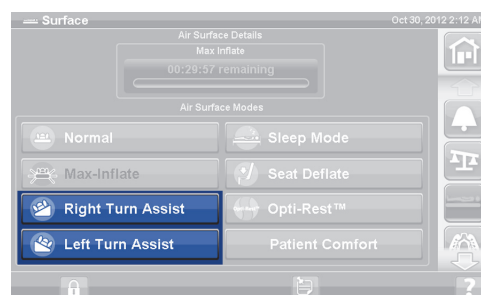 Surface
Oct 30, 2012 2:12 AM
Air Surface Details
Max Inflate
00:29:57 remaining
Air Surface Modes
Normal
Sleep Mode
Max-Inflate
Seat Deflate
Right Turn Assist
Opti-Rest™
Left Turn Assist
Patient Comfort
?